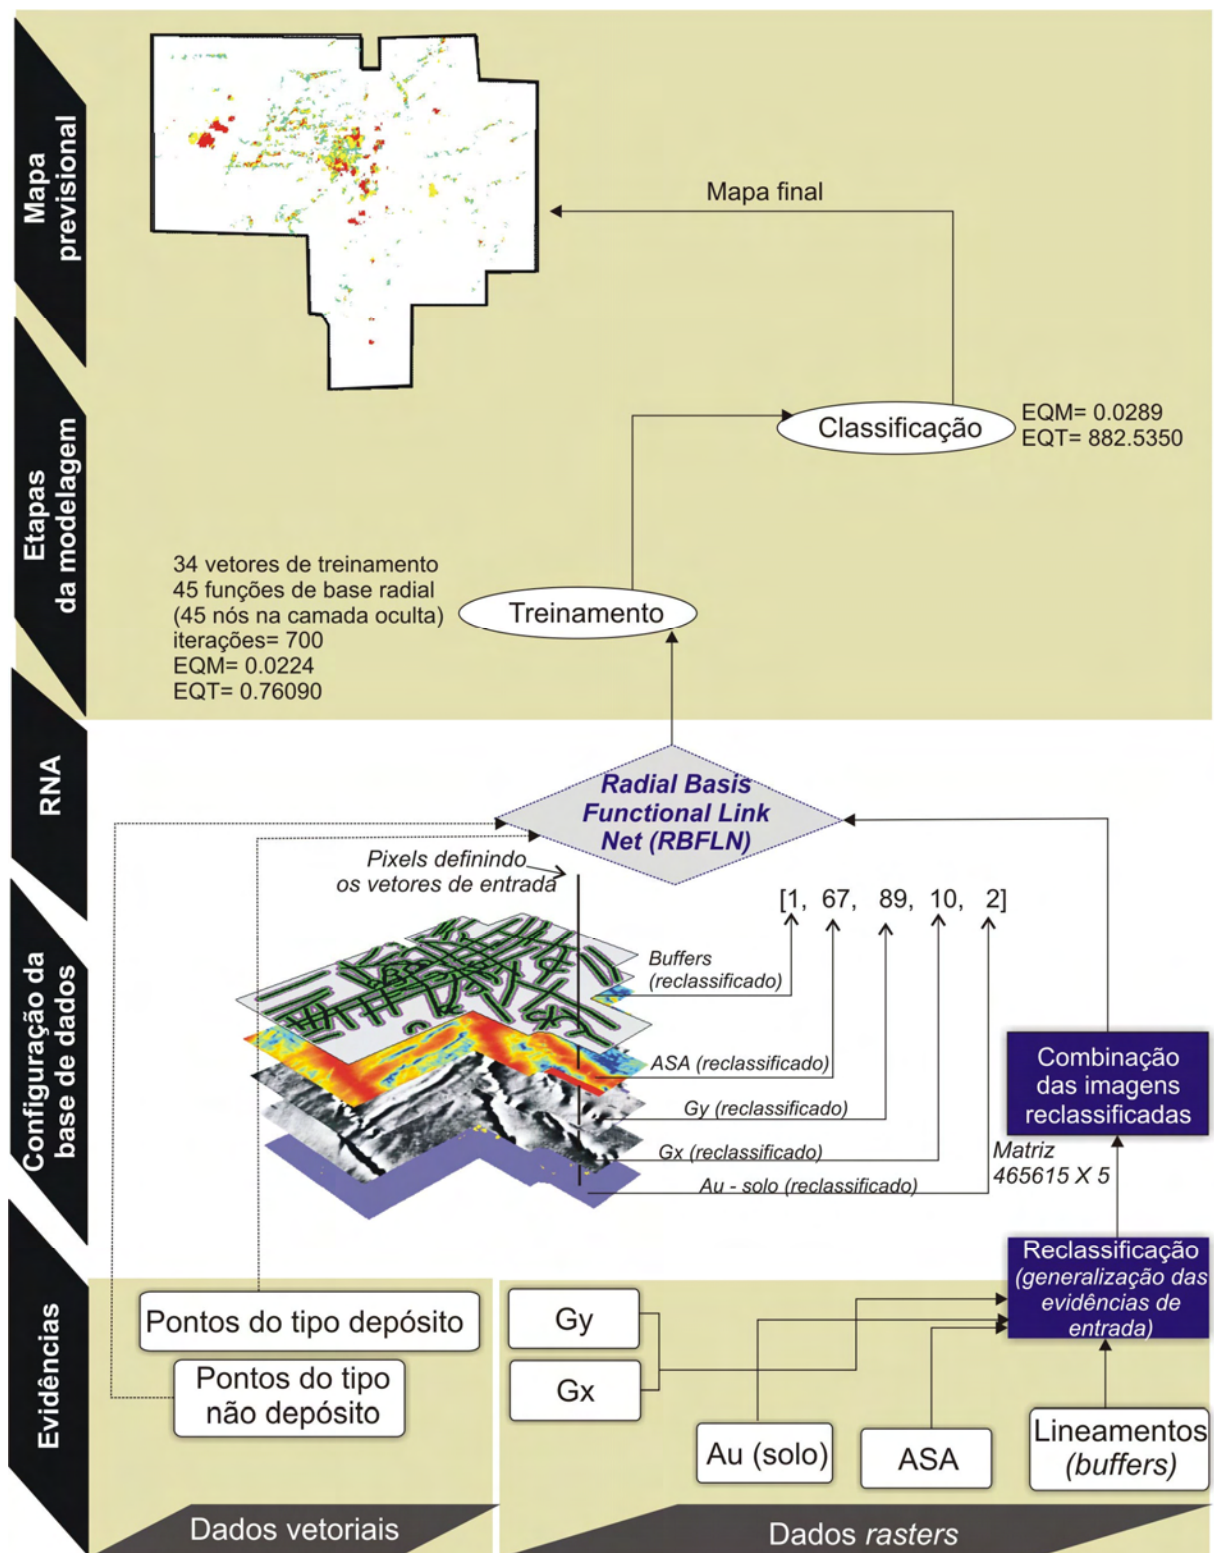 Mapa
previsional
Mapa final
Etapas
da modelagem
Classificação
EQM= 0.0289
EQT= 882.5350
34 vetores de treinamento
45 funções de base radial
(45 nós na camada oculta)
iterações= 700
EQM= 0.0224
EQT= 0.76090
Treinamento
RNA
Radial Basis
Functional Link
Net (RBFLN)
Pixels definindo
os vetores de entrada
[1, 67, 89, 10, 2]
Configuração da
base de dados
Buffers
(reclassificado)
ASA (reclassificado)
Gy (reclassificado)
Gx (reclassificado)
Au - solo (reclassificado)
Combinação
das imagens
reclassificadas
Matriz
465615 X 5
Reclassificação
(generalização das
evidências de
entrada)
Evidências
Pontos do tipo depósito
Pontos do tipo
não depósito
Gy
Gx
Au (solo)
ASA
Lineamentos
(buffers)
Dados vetoriais
Dados rasters